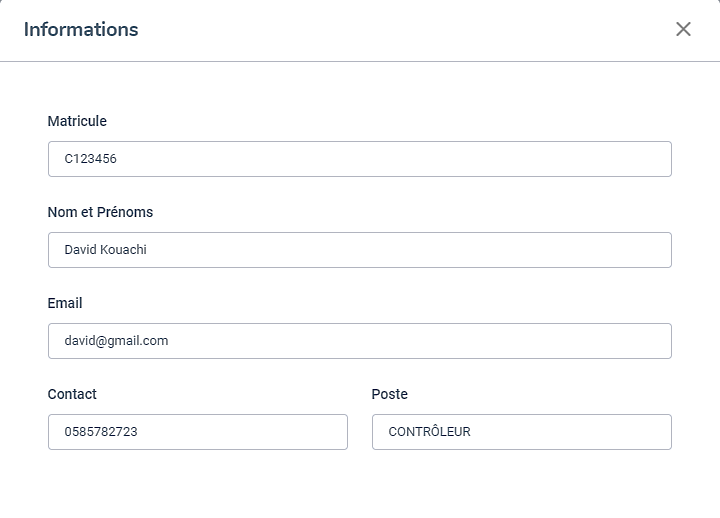 Informations
Matricule
C123456
Nom et Prénoms
David Kouachi
Email
david@gmail.com
Contact
Poste
0585782723
CONTRÔLEUR